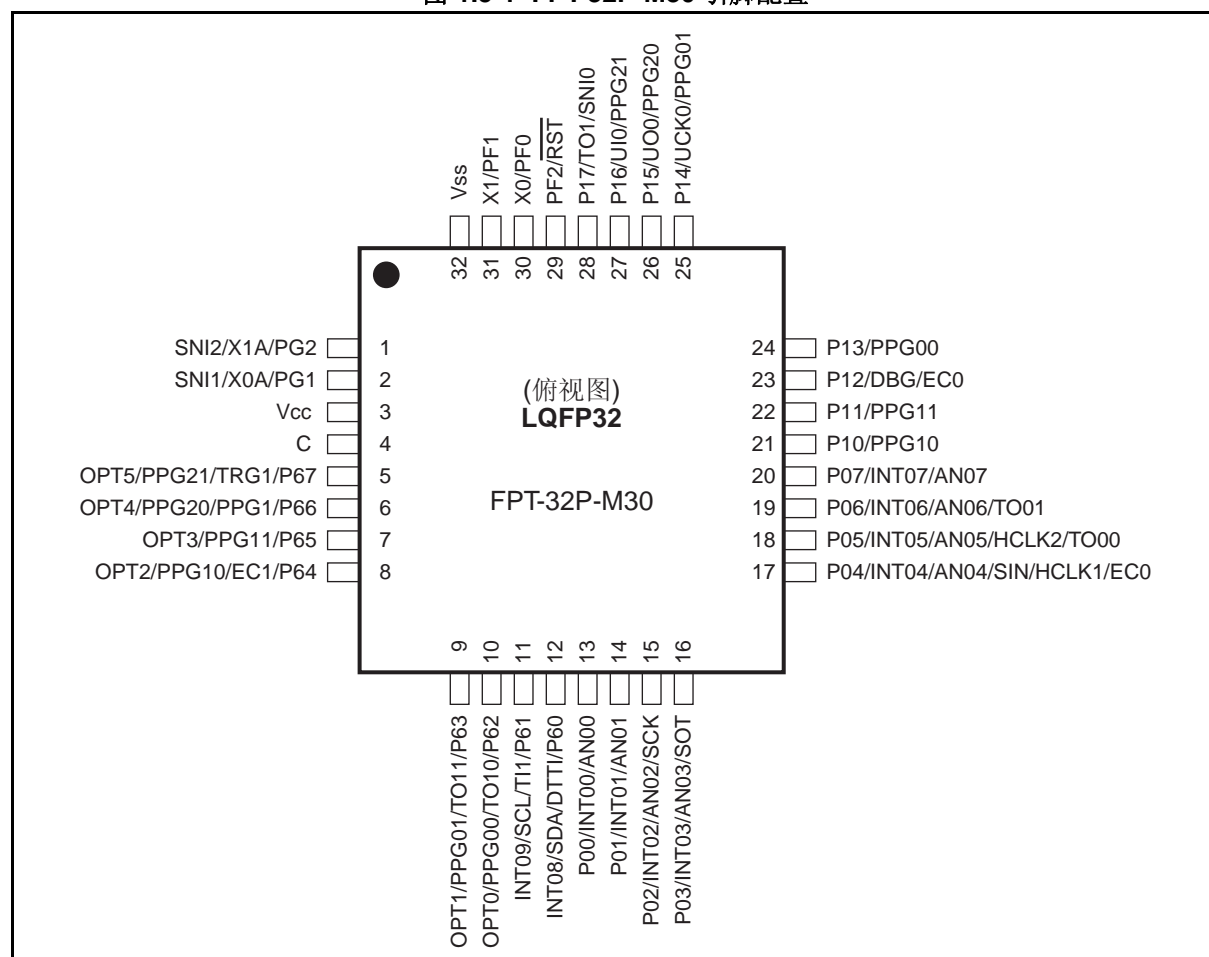 Vss
X1/PF1
X0/PF0
PF2/RST
P17/TO1/SNI0
P16/UI0/PPG21
P15/UO0/PPG20
P14/UCK0/PPG01
32
31
30
29
28
27
26
25
SNI2/X1A/PG2 1
SNI1/X0A/PG1 2
Vcc 3
C 4
OPT5/PPG21/TRG1/P67 5
OPT4/PPG20/PPG1/P66 6
OPT3/PPG11/P65 7
OPT2/PPG10/EC1/P64 8
(俯视图)
LQFP32
FPT-32P-M30
24 P13/PPG00
23 P12/DBG/EC0
22 P11/PPG11
21 P10/PPG10
20 P07/INT07/AN07
19 P06/INT06/AN06/TO01
18 P05/INT05/AN05/HCLK2/TO00
17 P04/INT04/AN04/SIN/HCLK1/EC0
9
10
11
12
13
14
15
16
OPT1/PPG01/TO11/P63
OPT0/PPG00/TO10/P62
INT09/SCL/TI1/P61
INT08/SDA/DTTI/P60
P00/INT00/AN00
P01/INT01/AN01
P02/INT02/AN02/SCK
P03/INT03/AN03/SOT